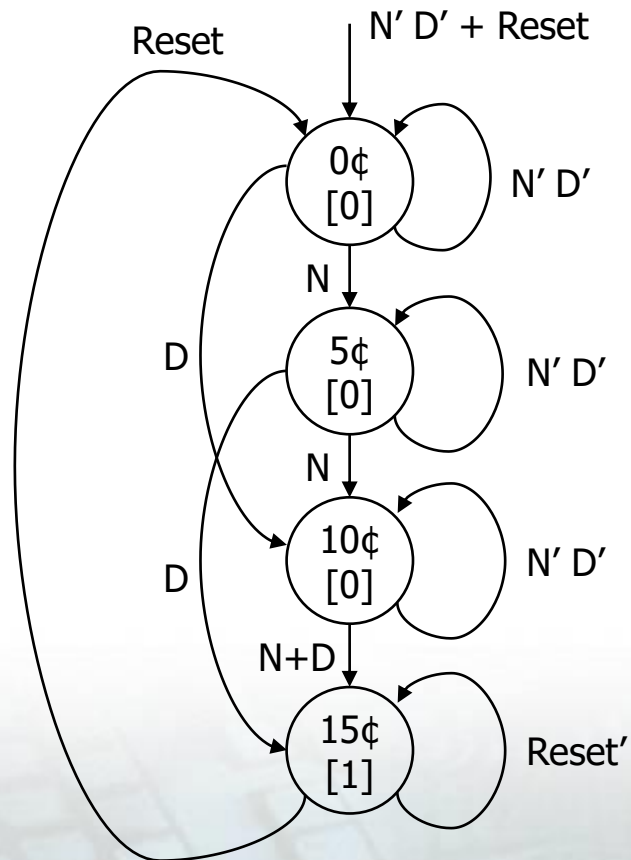 Reset
N′ D′ + Reset
0¢
[0]
N′ D′
N
5¢
[0]
D
N′ D′
N
10¢
[0]
D
N′ D′
N+D
15¢
[1]
Reset′